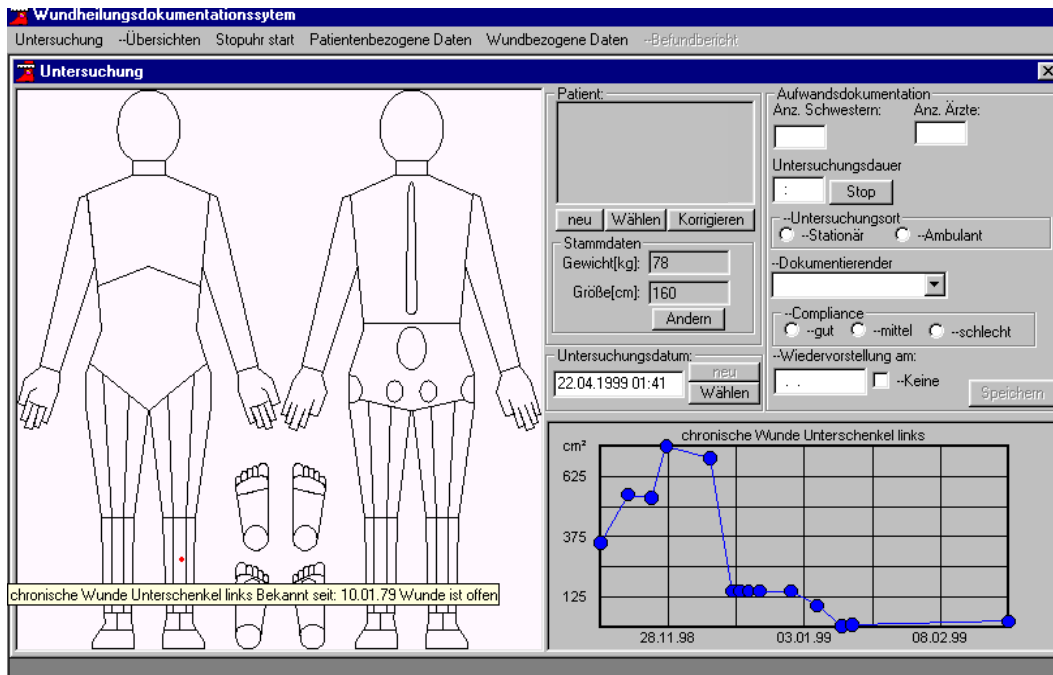 Wundheilungsdokumentationssytem
Untersuchung --Übersichten Stopuhr start Patientenbezogene Daten Wundbezogene Daten --Befundbericht
Untersuchung
Patient:
neu Wählen Korrigieren
Stammdaten
Gewicht[kg]: 78
Größe[cm]: 160
Andern
Untersuchungsdatum:
22.04.1999 01:41
neu
Wählen
Aufwandsdokumentation
Anz. Schwestern: Anz. Ärzte:
Untersuchungsdauer
: Stop
--Untersuchungsort
--Stationär --Ambulant
--Dokumentierender
--Compliance
--gut --mittel --schlecht
--Wiedervorstellung am:
. . --Keine
Speichern
chronische Wunde Unterschenkel links Bekannt seit: 10.01.79 Wunde ist offen
chronische Wunde Unterschenkel links
cm²
625
375
125
28.11.98 03.01.99 08.02.99